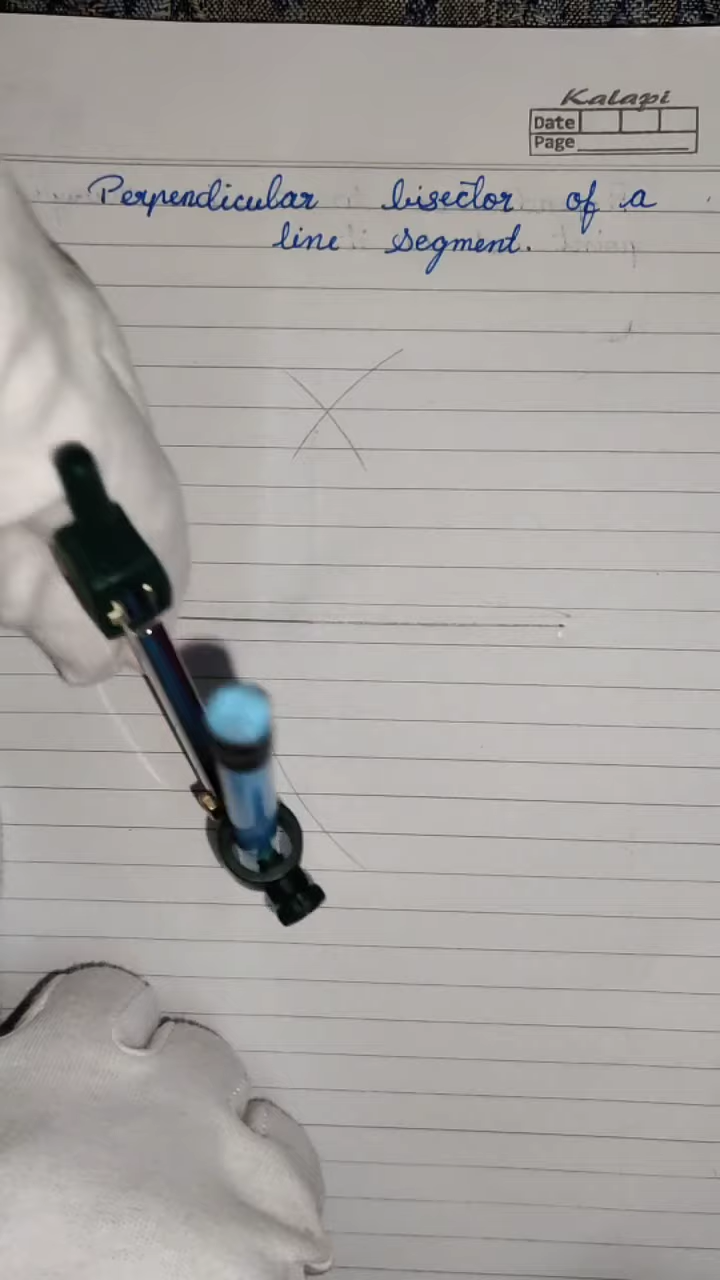 Kalapi
Date
Page
Perpendicular bisector of a
line segment.